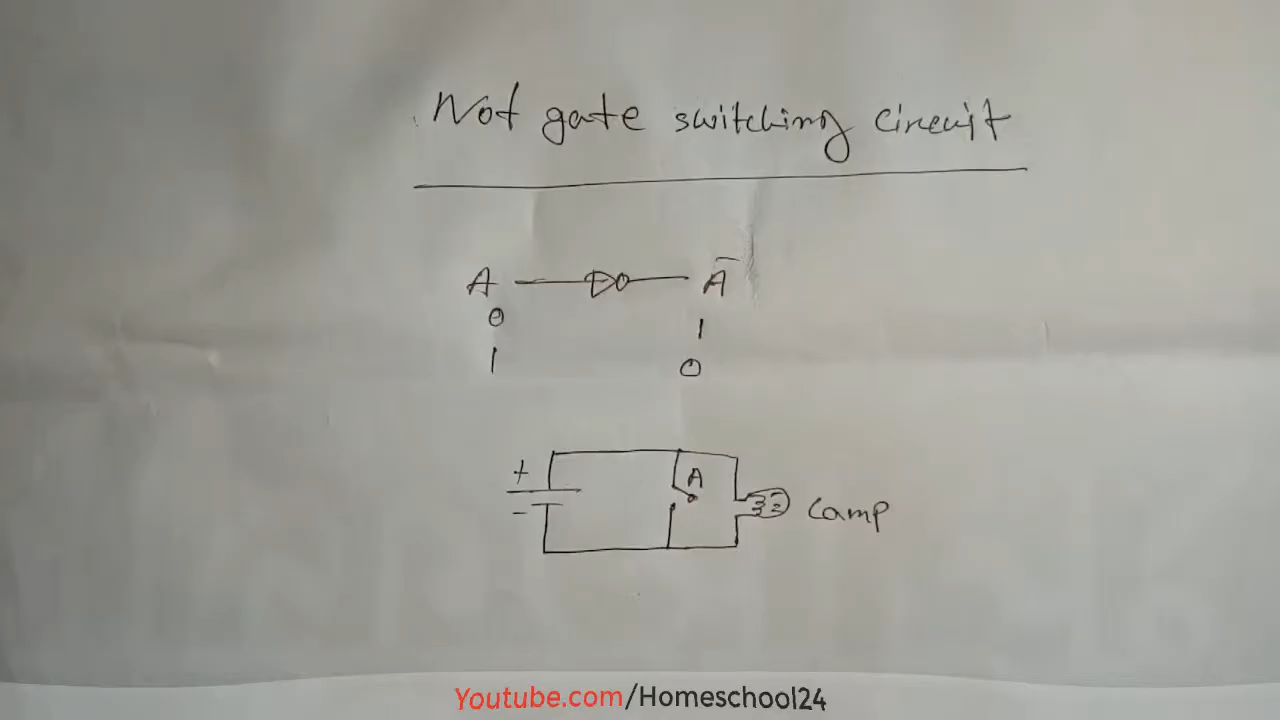 Not gate switching circuit
A Ā
0 1
1 0
+ A
- Lamp
Youtube.com/Homeschool24